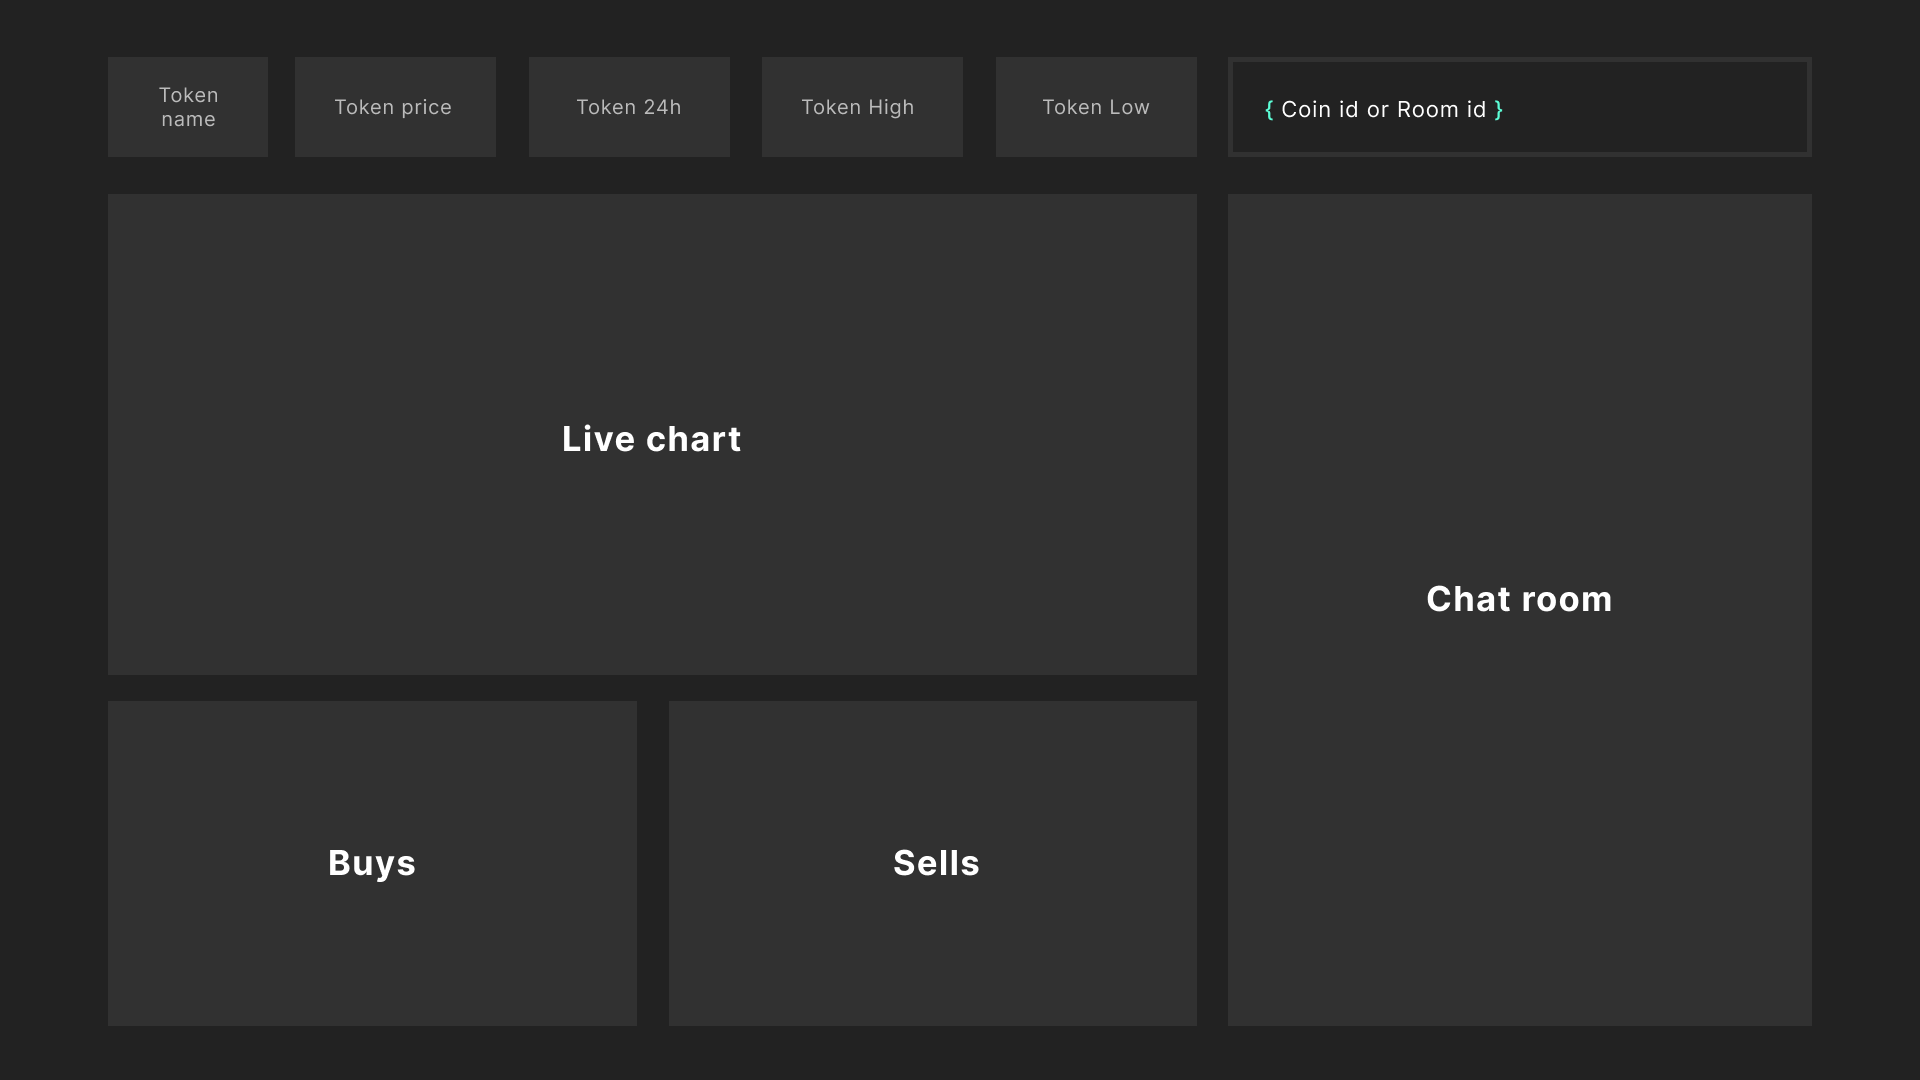 Token
name
Token price
Token 24h
Token High
Token Low
{ Coin id or Room id }
Live chart
Chat room
Buys
Sells